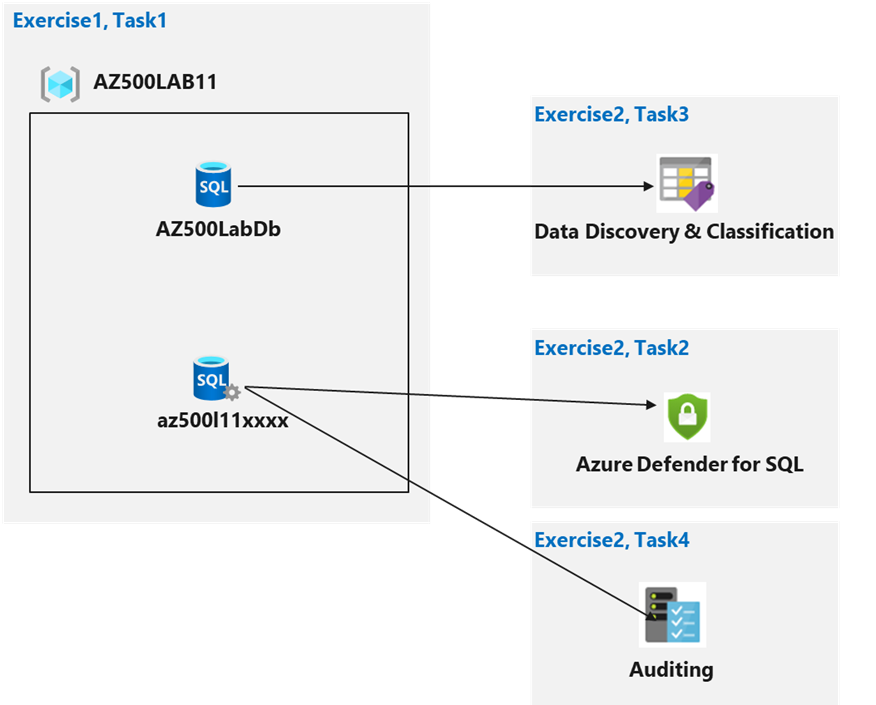 Exercise1, Task1
AZ500LAB11
SQL
AZ500LabDb
SQL
az500l11xxxx
Exercise2, Task3
Data Discovery & Classification
Exercise2, Task2
Azure Defender for SQL
Exercise2, Task4
Auditing